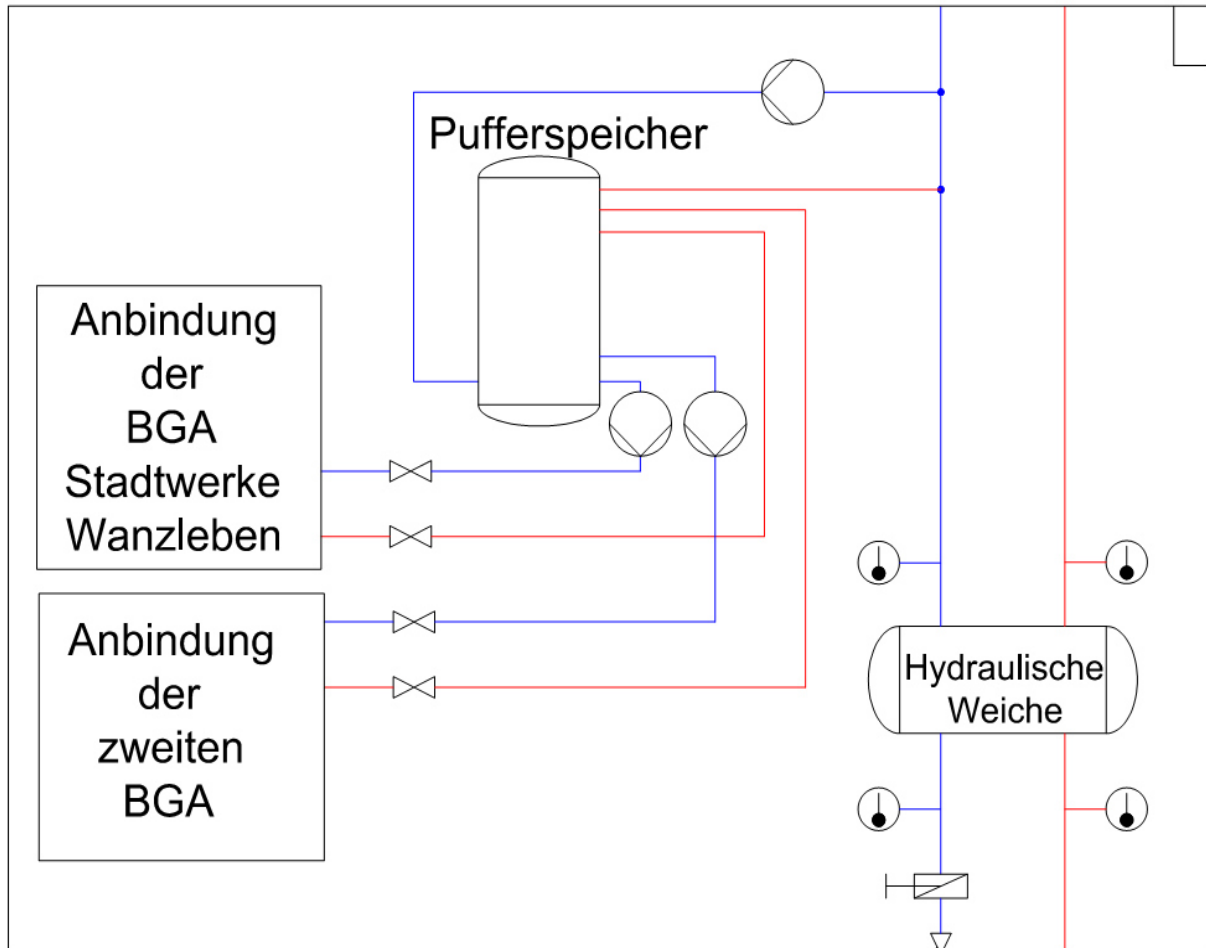 Pufferspeicher
Anbindung
der
BGA
Stadtwerke
Wanzleben
Anbindung
der
zweiten
BGA
Hydraulische
Weiche